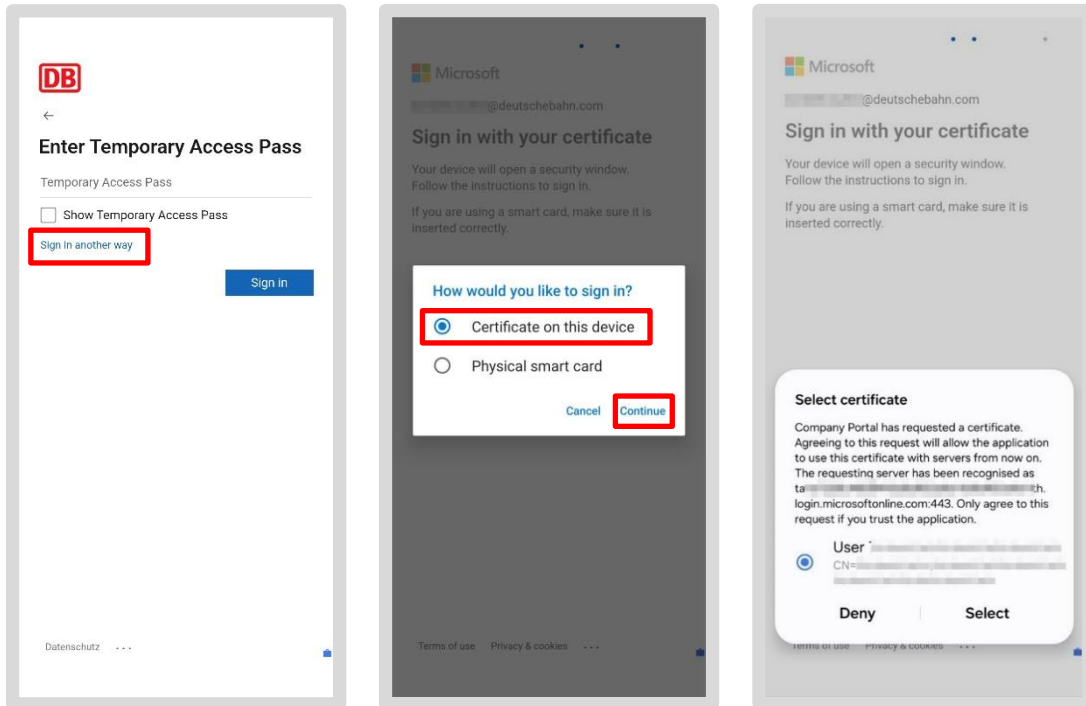 DB
Enter Temporary Access Pass
Temporary Access Pass
Show Temporary Access Pass
Sign in another way
Sign in
Datenschutz ...
Microsoft
@deutschebahn.com
Sign in with your certificate
Your device will open a security window.
Follow the instructions to sign in.
If you are using a smart card, make sure it is
inserted correctly.
How would you like to sign in?
Certificate on this device
Physical smart card
Cancel Continue
Terms of use Privacy & cookies ...
Microsoft
@deutschebahn.com
Sign in with your certificate
Your device will open a security window.
Follow the instructions to sign in.
If you are using a smart card, make sure it is
inserted correctly.
Select certificate
Company Portal has requested a certificate.
Agreeing to this request will allow the application
to use this certificate with servers from now on.
The requesting server has been recognised as
ta th.
login.microsoftonline.com:443. Only agree to this
request if you trust the application.
User
CN=
Deny Select
Terms of use Privacy & cookies ...